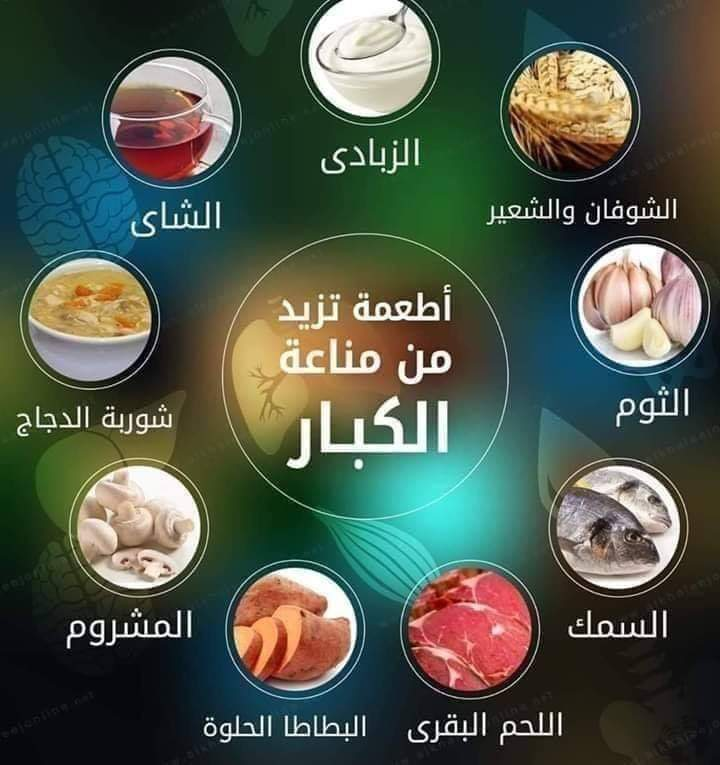 أطعمة تزيد
من مناعة
الكبار
الزبادى
الشوفان والشعير
الثوم
السمك
اللحم البقرى
البطاطا الحلوة
المشروم
شوربة الدجاج
الشاى